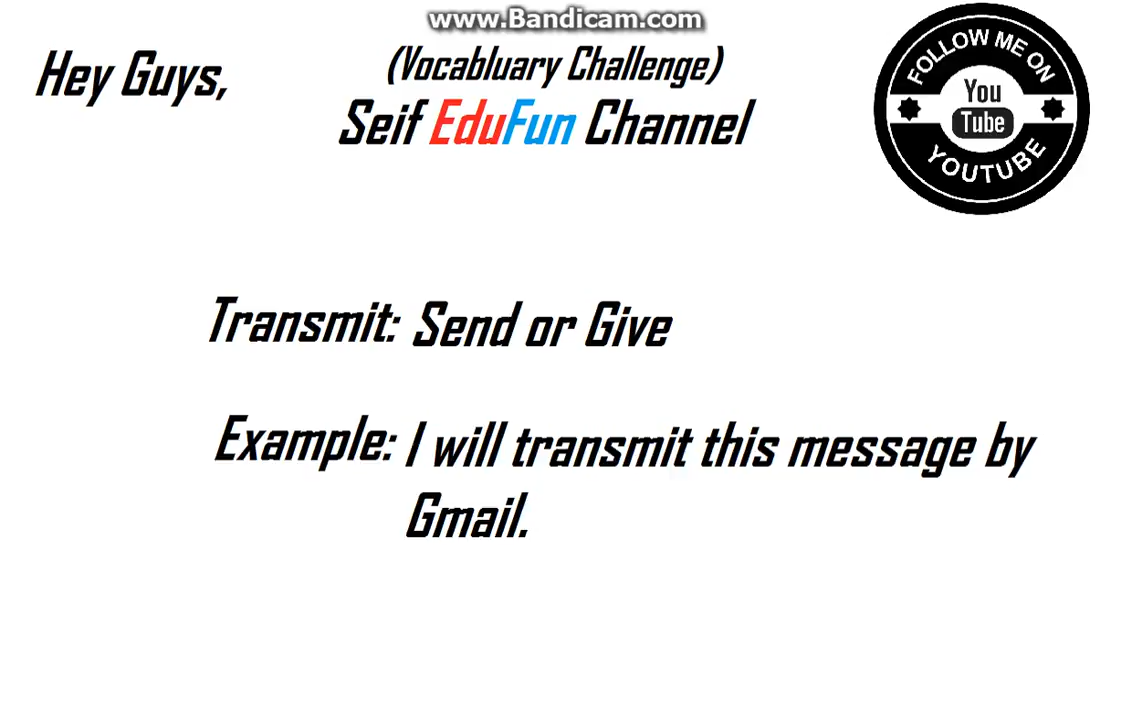 www.Bandicam.com
Hey Guys,
(Vocabluary Challenge)
Seif EduFun Channel
FOLLOW ME ON
You
Tube
YOUTUBE
Transmit: Send or Give
Example: I will transmit this message by
Gmail.